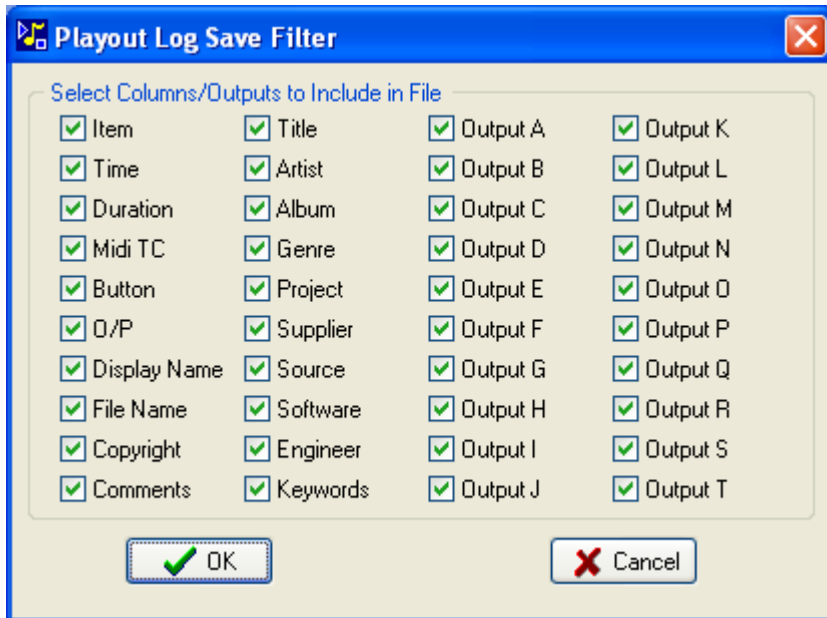 Playout Log Save Filter
Select Columns/Outputs to Include in File
Item Title Output A Output K
Time Artist Output B Output L
Duration Album Output C Output M
Midi TC Genre Output D Output N
Button Project Output E Output O
O/P Supplier Output F Output P
Display Name Source Output G Output Q
File Name Software Output H Output R
Copyright Engineer Output I Output S
Comments Keywords Output J Output T
OK Cancel